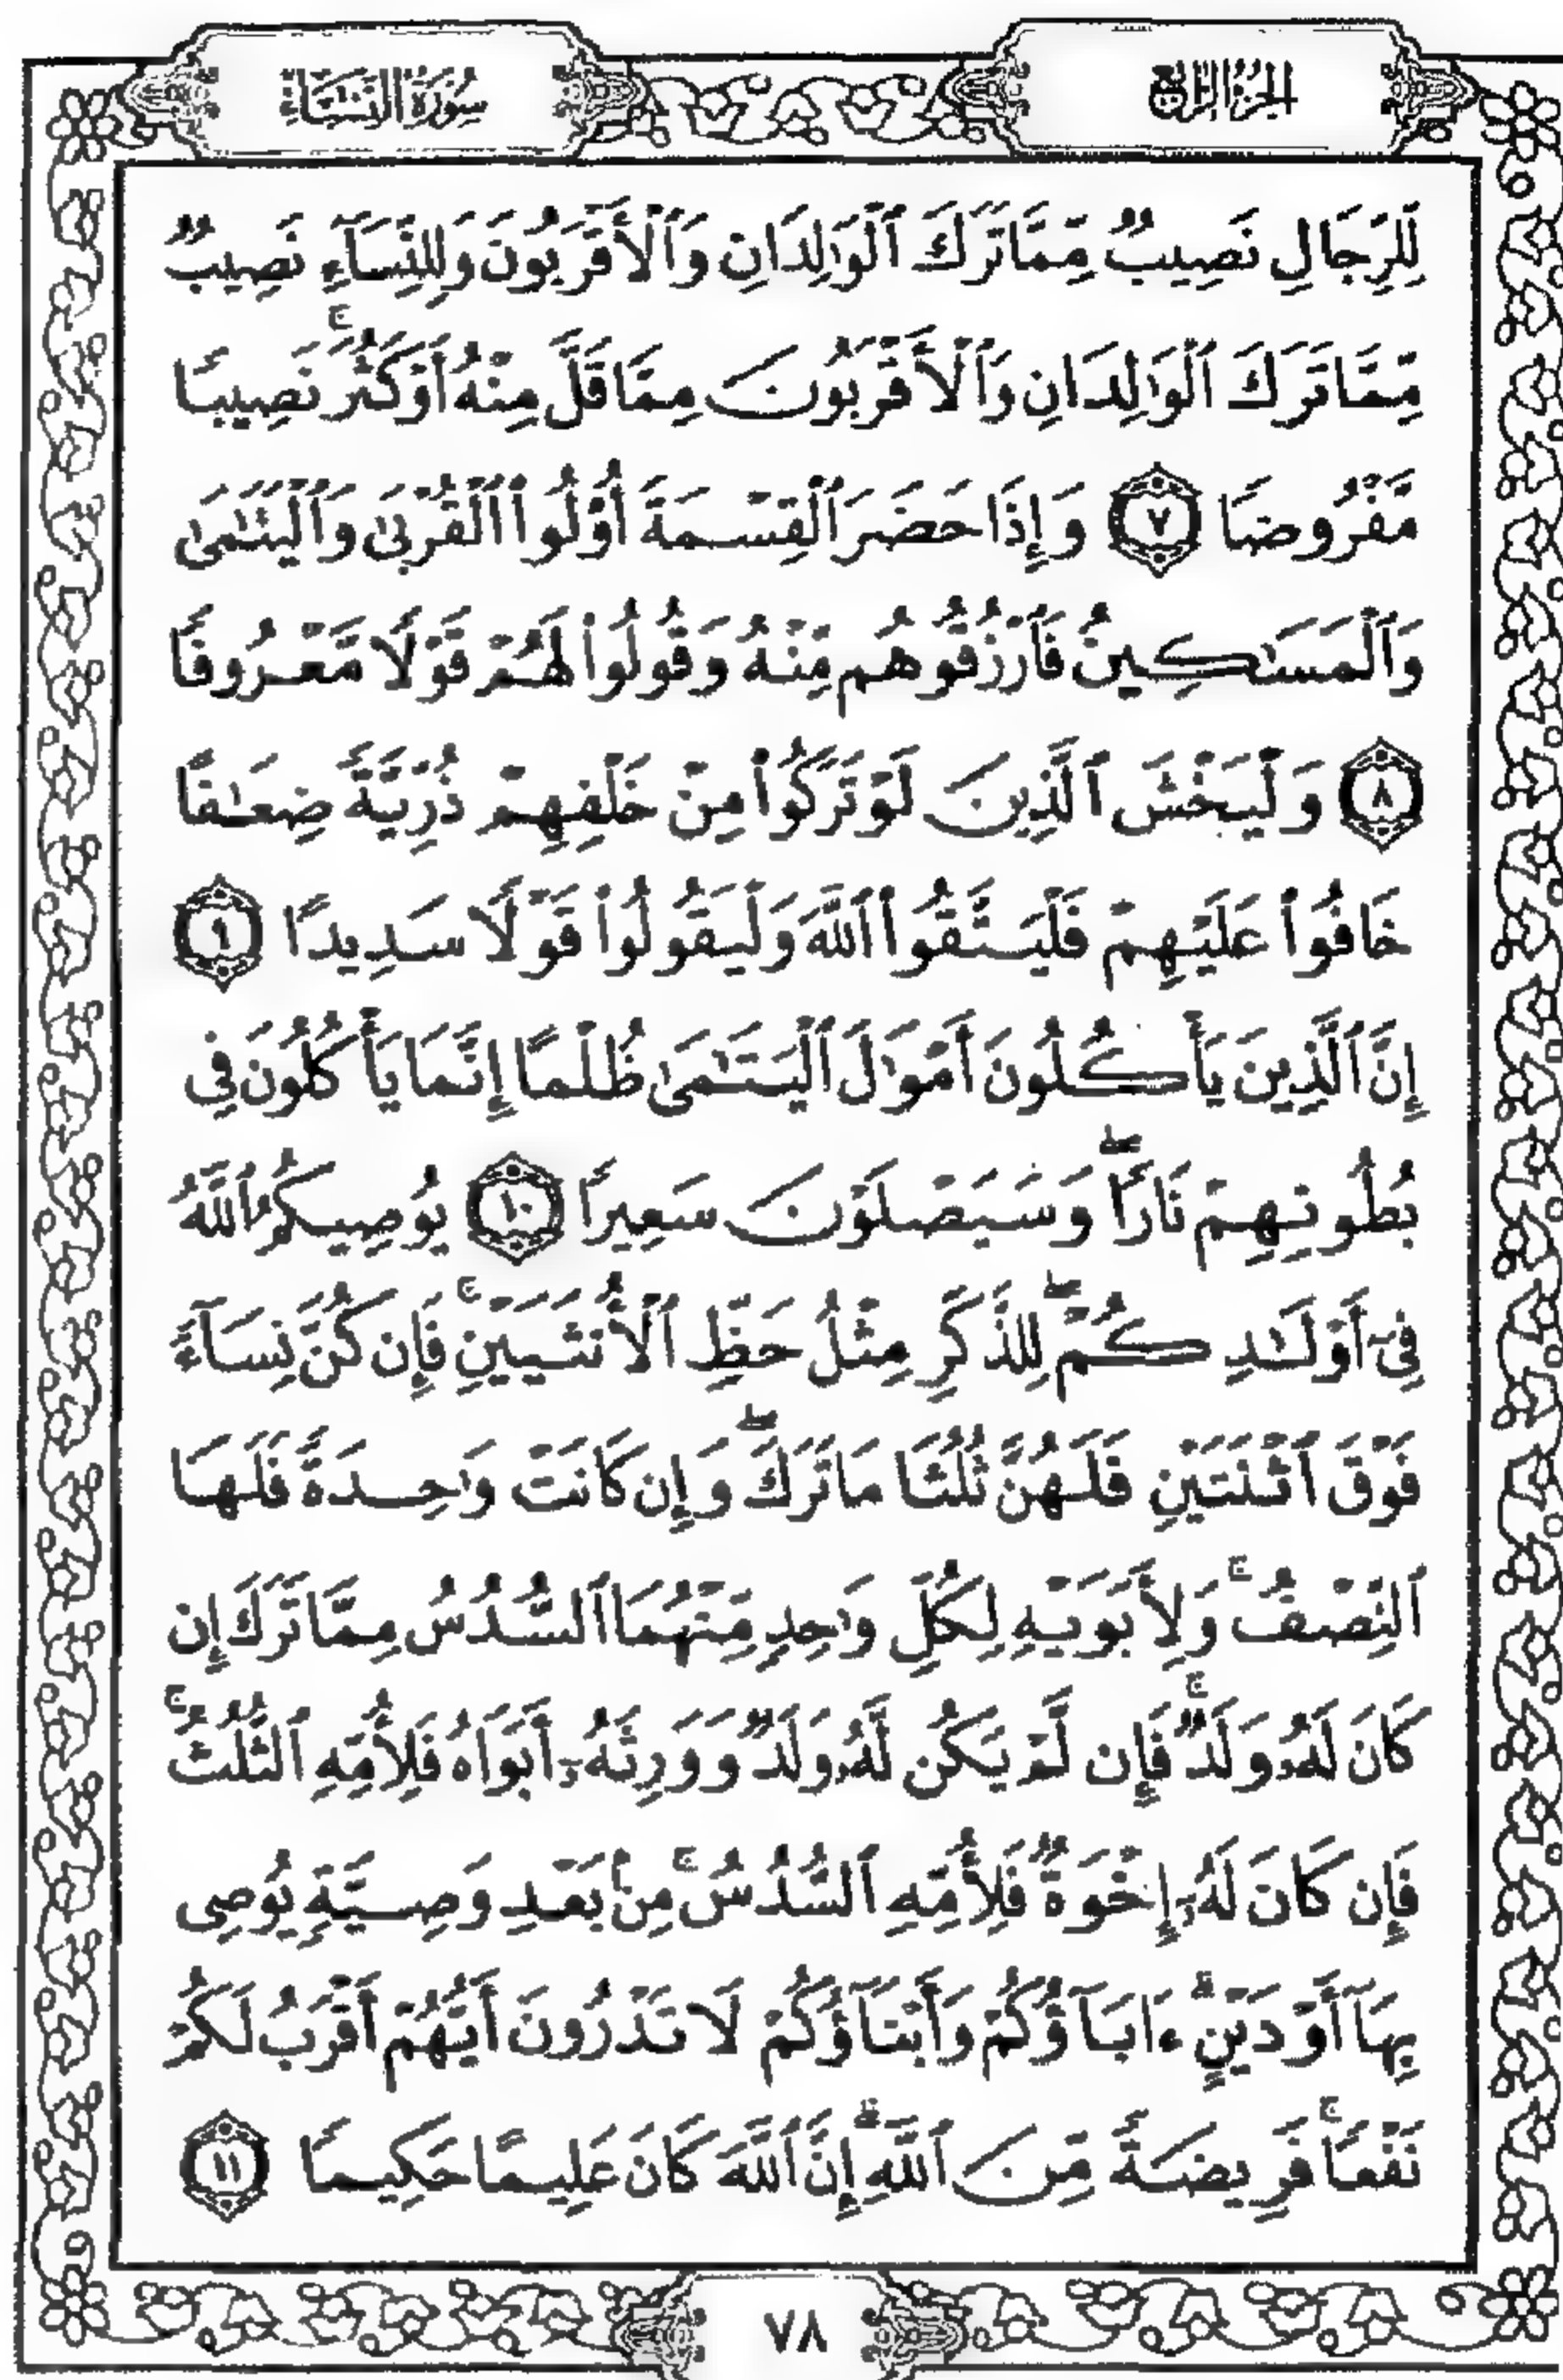 الجزء الرابع
سورة النساء
لِّلرِّجَالِ نَصِيبٌ مِّمَّا تَرَكَ ٱلْوَٰلِدَانِ وَٱلْأَقْرَبُونَ وَلِلنِّسَآءِ نَصِيبٌ
مِّمَّا تَرَكَ ٱلْوَٰلِدَانِ وَٱلْأَقْرَبُونَ مِمَّا قَلَّ مِنْهُ أَوْ كَثُرَ ۚ نَصِيبًا
مَّفْرُوضًا ٧ وَإِذَا حَضَرَ ٱلْقِسْمَةَ أُو۟لُوا۟ ٱلْقُرْبَىٰ وَٱلْيَتَٰمَىٰ
وَٱلْمَسَٰكِينُ فَٱرْزُقُوهُم مِّنْهُ وَقُولُوا۟ لَهُمْ قَوْلًا مَّعْرُوفًا
٨ وَلْيَخْشَ ٱلَّذِينَ لَوْ تَرَكُوا۟ مِنْ خَلْفِهِمْ ذُرِّيَّةً ضِعَٰفًا
خَافُوا۟ عَلَيْهِمْ فَلْيَتَّقُوا۟ ٱللَّهَ وَلْيَقُولُوا۟ قَوْلًا سَدِيدًا ٩
إِنَّ ٱلَّذِينَ يَأْكُلُونَ أَمْوَٰلَ ٱلْيَتَٰمَىٰ ظُلْمًا إِنَّمَا يَأْكُلُونَ فِى
بُطُونِهِمْ نَارًا ۖ وَسَيَصْلَوْنَ سَعِيرًا ١٠ يُوصِيكُمُ ٱللَّهُ
فِىٓ أَوْلَٰدِكُمْ ۖ لِلذَّكَرِ مِثْلُ حَظِّ ٱلْأُنثَيَيْنِ ۚ فَإِن كُنَّ نِسَآءً
فَوْقَ ٱثْنَتَيْنِ فَلَهُنَّ ثُلُثَا مَا تَرَكَ ۖ وَإِن كَانَتْ وَٰحِدَةً فَلَهَا
ٱلنِّصْفُ ۚ وَلِأَبَوَيْهِ لِكُلِّ وَٰحِدٍ مِّنْهُمَا ٱلسُّدُسُ مِمَّا تَرَكَ إِن
كَانَ لَهُۥ وَلَدٌ ۚ فَإِن لَّمْ يَكُن لَّهُۥ وَلَدٌ وَوَرِثَهُۥٓ أَبَوَاهُ فَلِأُمِّهِ ٱلثُّلُثُ ۚ
فَإِن كَانَ لَهُۥٓ إِخْوَةٌ فَلِأُمِّهِ ٱلسُّدُسُ ۚ مِنۢ بَعْدِ وَصِيَّةٍ يُوصِى
بِهَآ أَوْ دَيْنٍ ۗ ءَابَآؤُكُمْ وَأَبْنَآؤُكُمْ لَا تَدْرُونَ أَيُّهُمْ أَقْرَبُ لَكُمْ
نَفْعًا ۚ فَرِيضَةً مِّنَ ٱللَّهِ ۗ إِنَّ ٱللَّهَ كَانَ عَلِيمًا حَكِيمًا ١١
٧٨